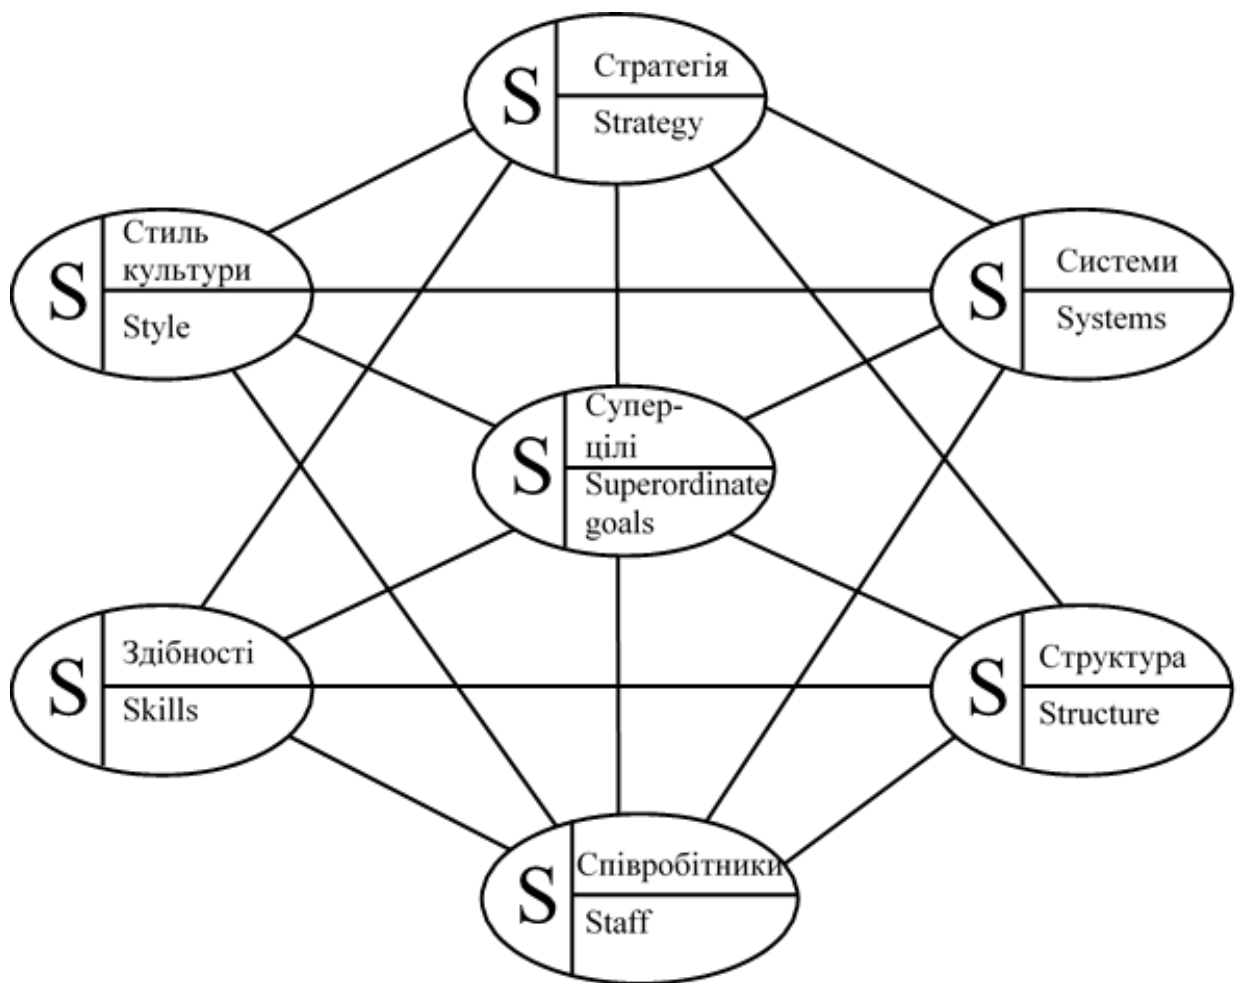 S
Стратегія
Strategy
S
Стиль
культури
Style
S
Системи
Systems
S
Супер-
цілі
Superordinate
goals
S
Здібності
Skills
S
Структура
Structure
S
Співробітники
Staff